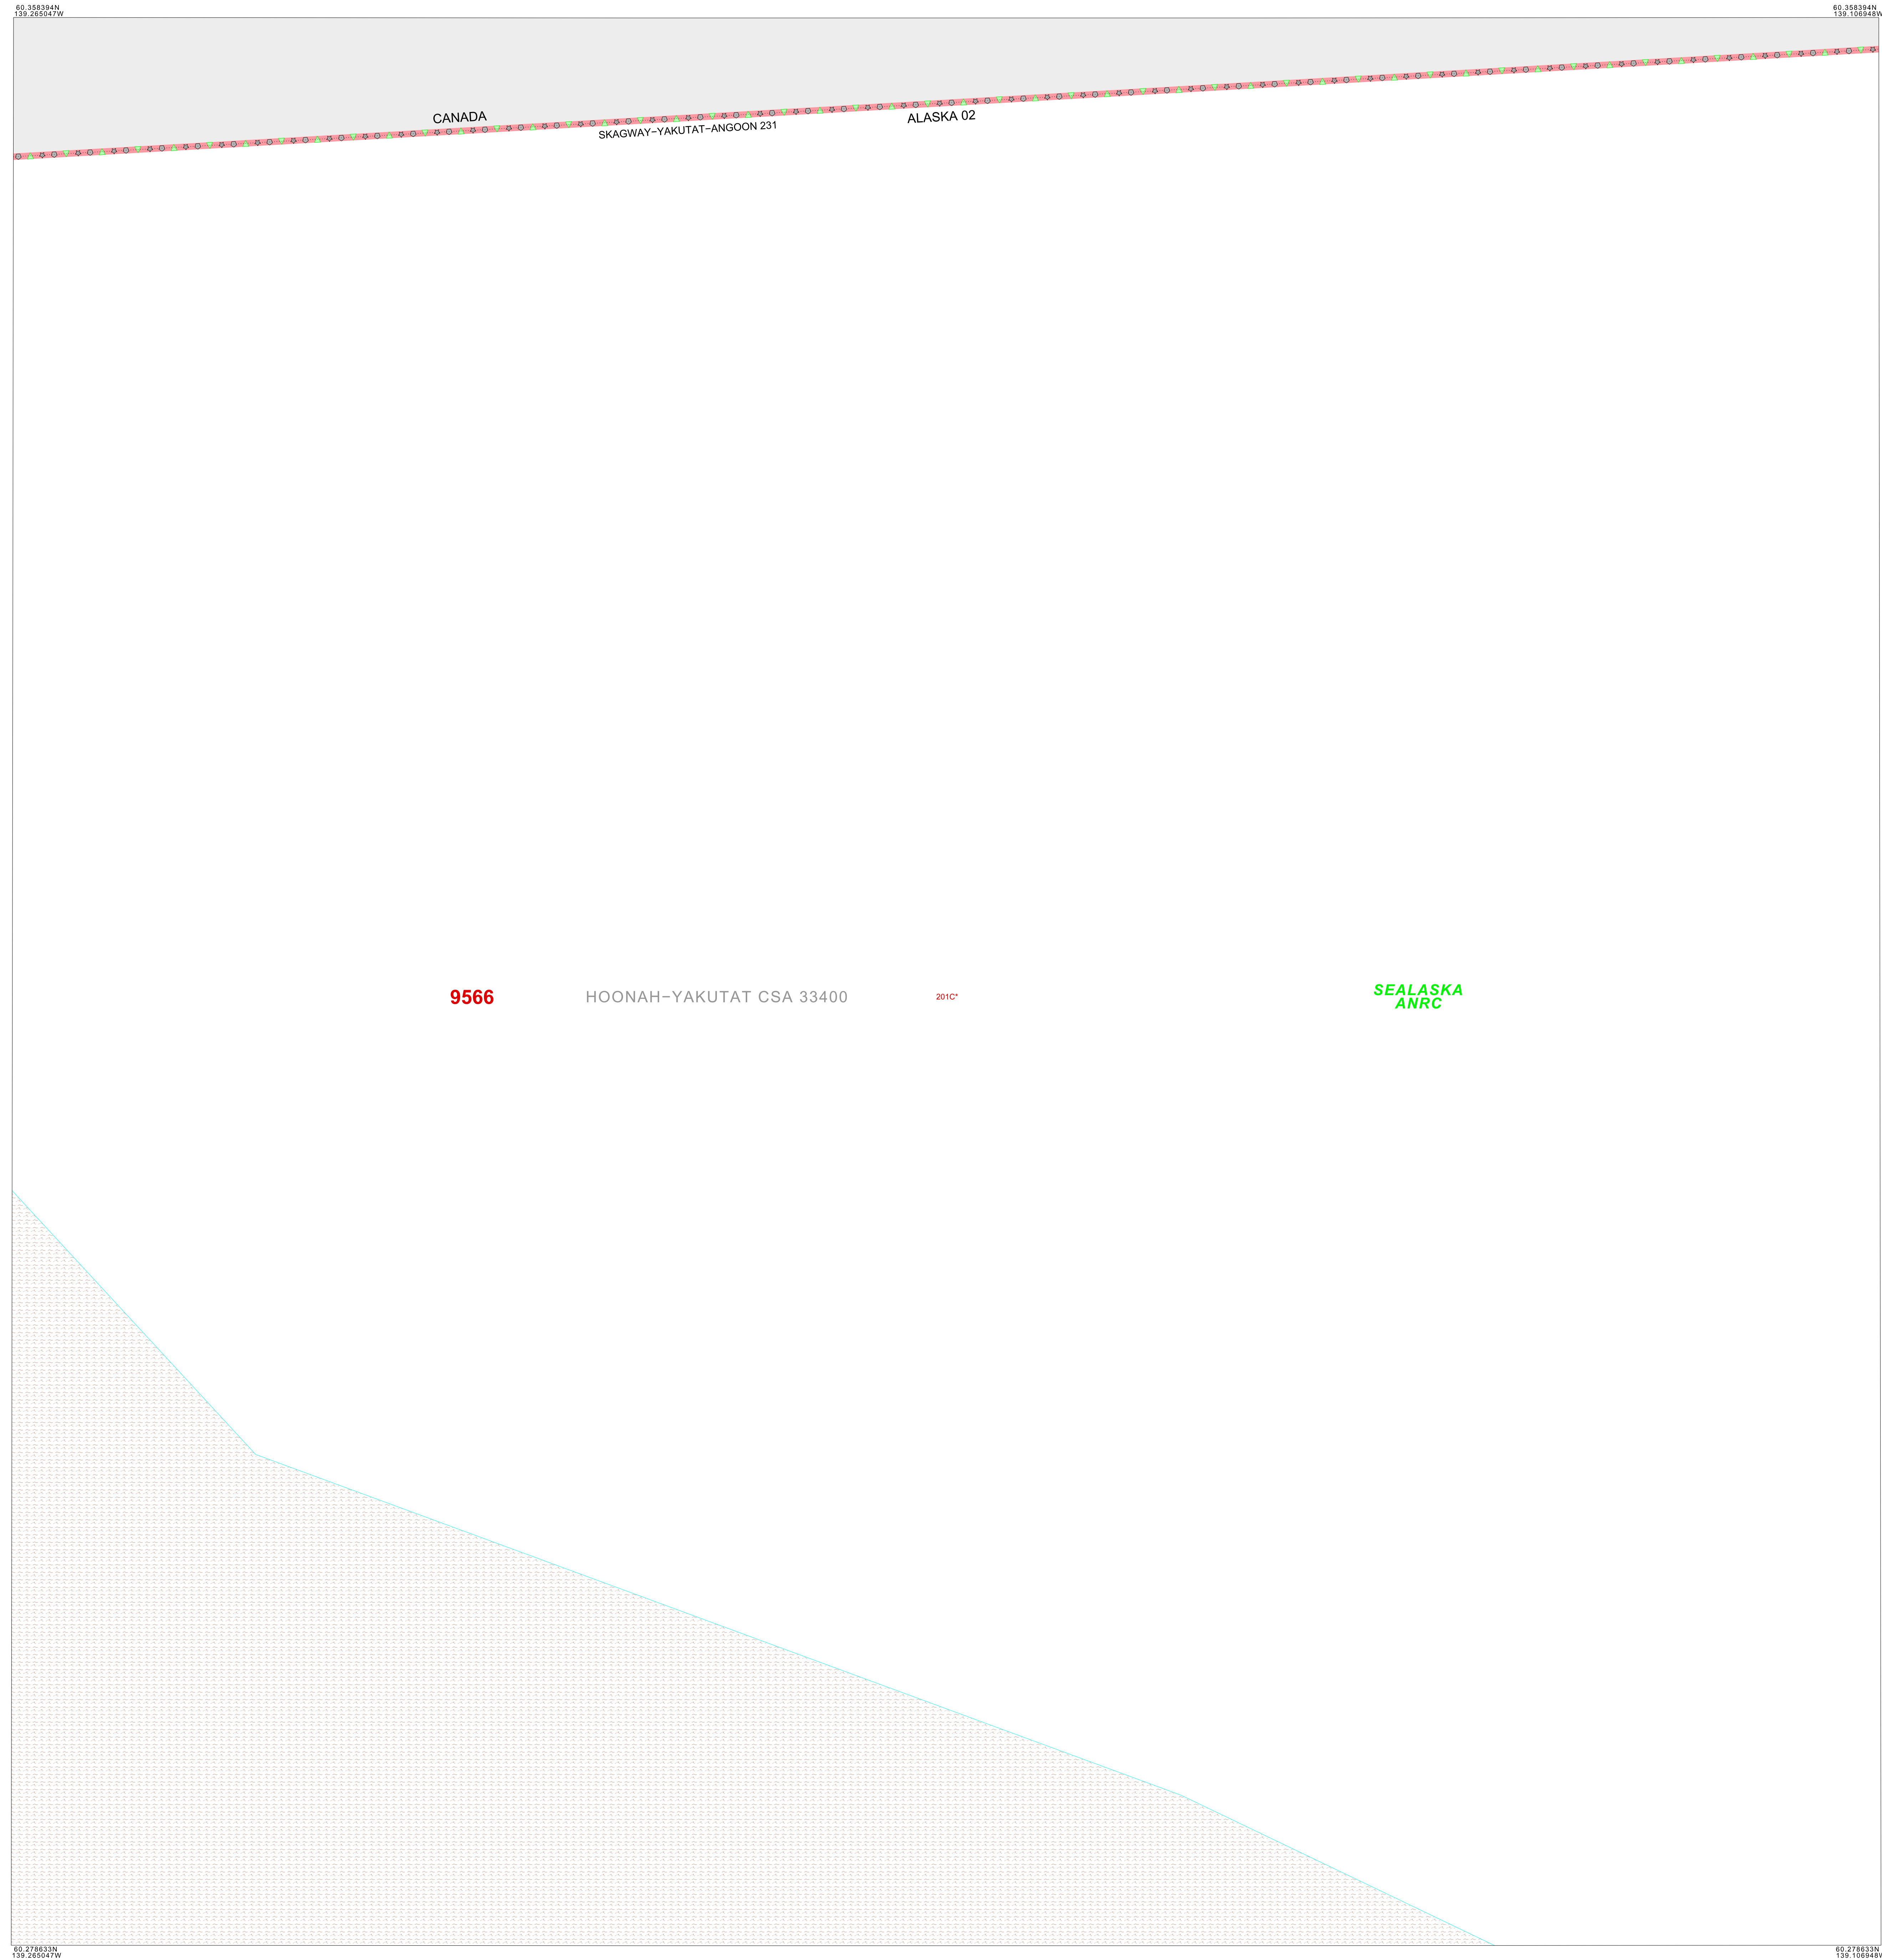 60.358394N
139.265047W
60.358394N
139.106948W
CANADA
SKAGWAY-YAKUTAT-ANGOON 231
ALASKA 02
9566
HOONAH-YAKUTAT CSA 33400
201C*
SEALASKA
ANRC
60.278633N
139.265047W
60.278633N
139.106948W